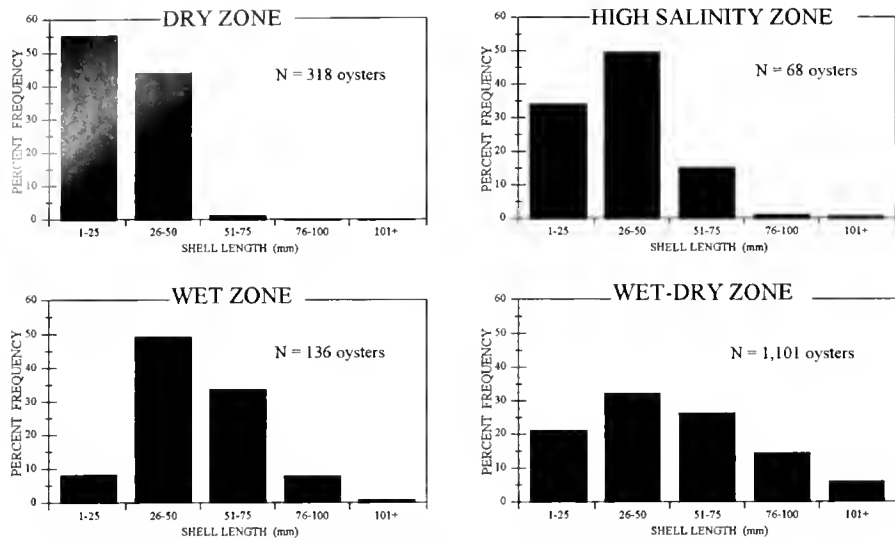 DRY ZONE
PERCENT FREQUENCY
60
50
40
30
20
10
0
N = 318 oysters
1-25 26-50 51-75 76-100 101+
SHELL LENGTH (mm)
HIGH SALINITY ZONE
PERCENT FREQUENCY
60
50
40
30
20
10
0
N = 68 oysters
1-25 26-50 51-75 76-100 101+
SHELL LENGTH (mm)
WET ZONE
PERCENT FREQUENCY
60
50
40
30
20
10
0
N = 136 oysters
1-25 26-50 51-75 76-100 101+
SHELL LENGTH (mm)
WET-DRY ZONE
PERCENT FREQUENCY
60
50
40
30
20
10
0
N = 1,101 oysters
1-25 26-50 51-75 76-100 101+
SHELL LENGTH (mm)